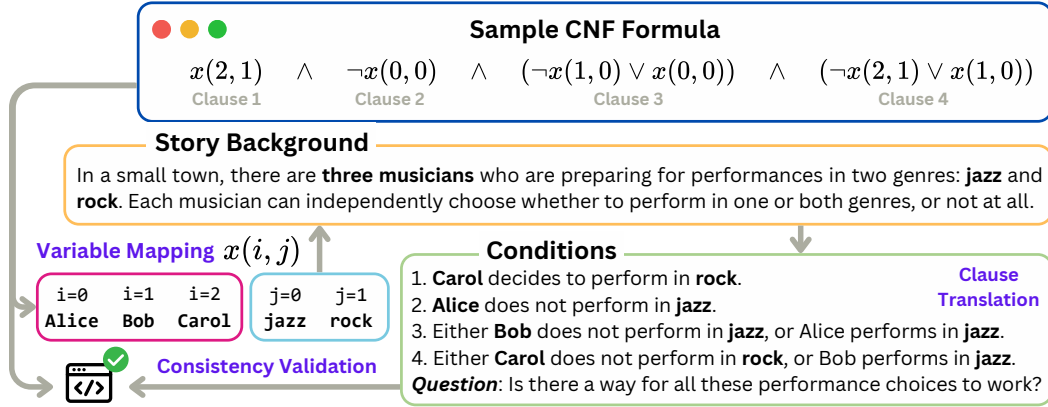 Sample CNF Formula
x(2, 1) ∧ ¬x(0, 0) ∧ (¬x(1, 0) ∨ x(0, 0)) ∧ (¬x(2, 1) ∨ x(1, 0))
Clause 1 Clause 2 Clause 3 Clause 4
Story Background
In a small town, there are three musicians who are preparing for performances in two genres: jazz and
rock. Each musician can independently choose whether to perform in one or both genres, or not at all.
Variable Mapping x(i, j)
i=0 i=1 i=2
Alice Bob Carol
j=0 j=1
jazz rock
Conditions
1. Carol decides to perform in rock.
2. Alice does not perform in jazz.
3. Either Bob does not perform in jazz, or Alice performs in jazz.
4. Either Carol does not perform in rock, or Bob performs in jazz.
Question: Is there a way for all these performance choices to work?
Clause
Translation
Consistency Validation
</>